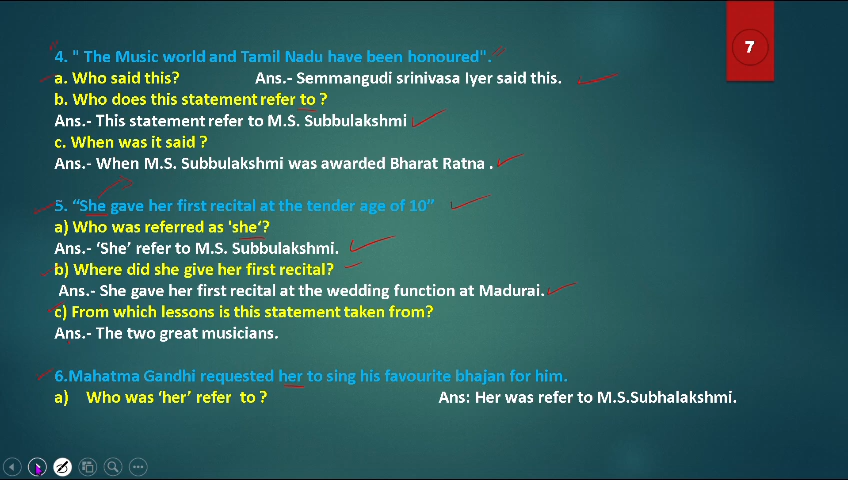 7
4. " The Music world and Tamil Nadu have been honoured".
a. Who said this? Ans.- Semmangudi srinivasa Iyer said this.
b. Who does this statement refer to ?
Ans.- This statement refer to M.S. Subbulakshmi
c. When was it said ?
Ans.- When M.S. Subbulakshmi was awarded Bharat Ratna .
5. “She gave her first recital at the tender age of 10”
a) Who was referred as 'she‘?
Ans.- ‘She’ refer to M.S. Subbulakshmi.
b) Where did she give her first recital?
Ans.- She gave her first recital at the wedding function at Madurai.
c) From which lessons is this statement taken from?
Ans.- The two great musicians.
6.Mahatma Gandhi requested her to sing his favourite bhajan for him.
a) Who was ‘her’ refer to ? Ans: Her was refer to M.S.Subhalakshmi.